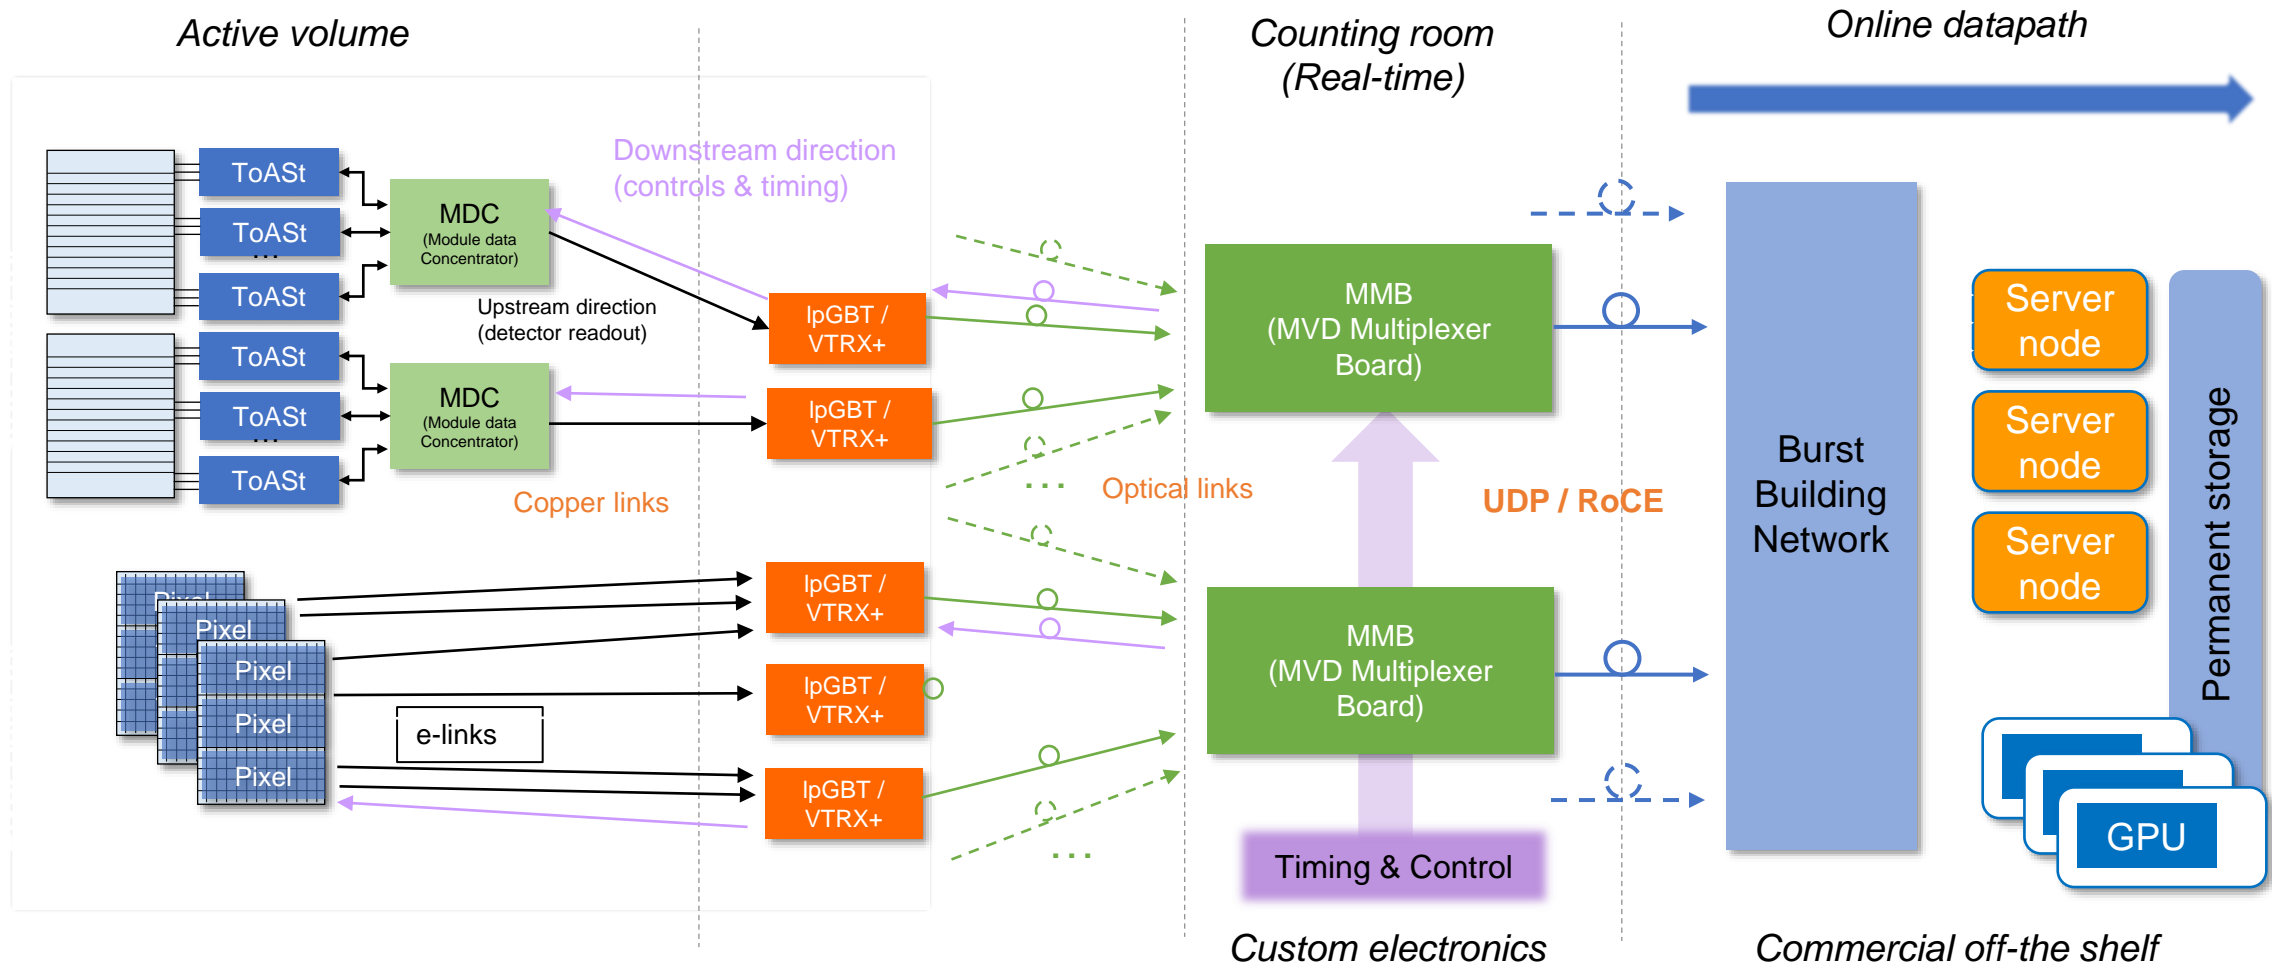 Active volume
Counting room
(Real-time)
Online datapath
Downstream direction
(controls & timing)
ToASt
ToASt
...
ToASt
MDC
(Module data
Concentrator)
Upstream direction
(detector readout)
lpGBT /
VTRX+
MMB
(MVD Multiplexer
Board)
Server
node
ToASt
ToASt
...
ToASt
MDC
(Module data
Concentrator)
lpGBT /
VTRX+
Server
node
Copper links
...
Optical links
UDP / RoCE
Burst
Building
Network
Server
node
Permanent storage
Pixel
Pixel
Pixel
Pixel
Pixel
e-links
lpGBT /
VTRX+
lpGBT /
VTRX+
lpGBT /
VTRX+
MMB
(MVD Multiplexer
Board)
...
GPU
Timing & Control
Custom electronics
Commercial off-the shelf